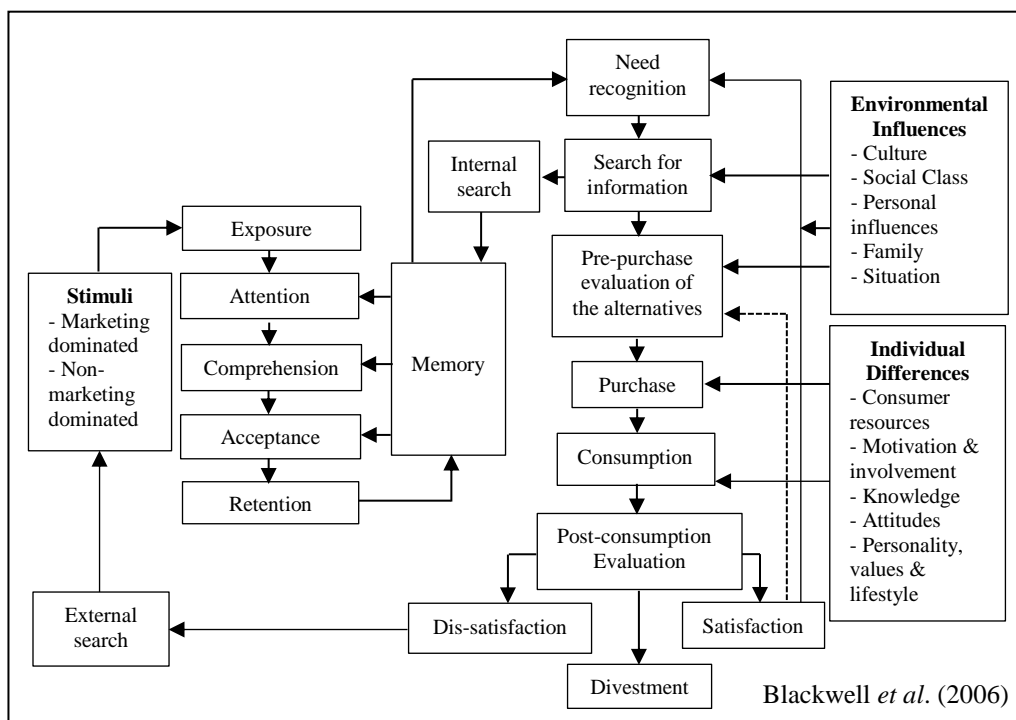 Need
recognition
Environmental
Influences
- Culture
- Social Class
- Personal
influences
- Family
- Situation
Internal
search
Search for
information
Exposure
Pre-purchase
evaluation of
the alternatives
Stimuli
- Marketing
dominated
- Non-
marketing
dominated
Attention
Comprehension
Acceptance
Retention
Memory
Purchase
Individual
Differences
- Consumer
resources
- Motivation &
involvement
- Knowledge
- Attitudes
- Personality,
values &
lifestyle
Consumption
Post-consumption
Evaluation
External
search
Dis-satisfaction
Satisfaction
Divestment
Blackwell et al. (2006)